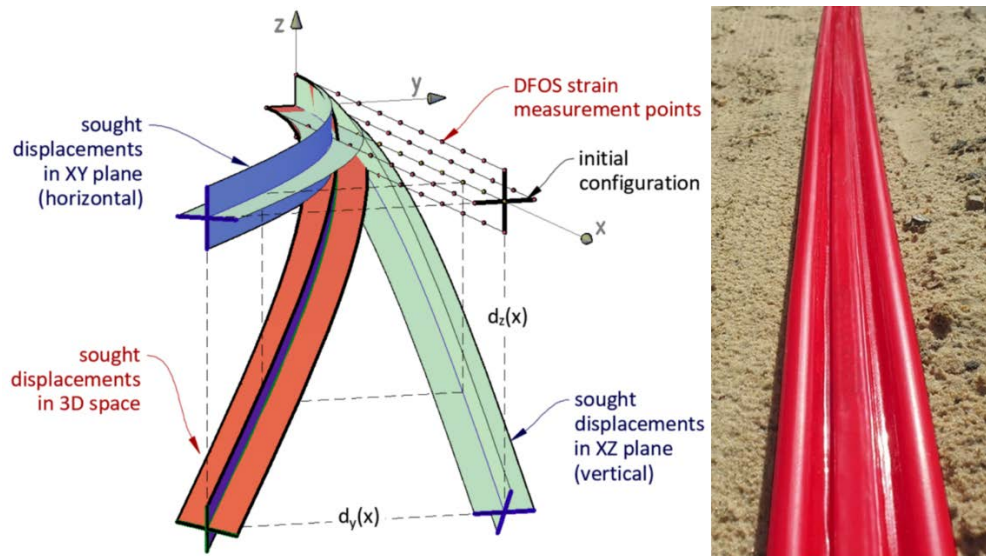 z
y
DFOS strain
measurement points
sought
displacements
in XY plane
(horizontal)
initial
configuration
x
dz(x)
sought
displacements
in 3D space
sought
displacements
in XZ plane
(vertical)
dy(x)